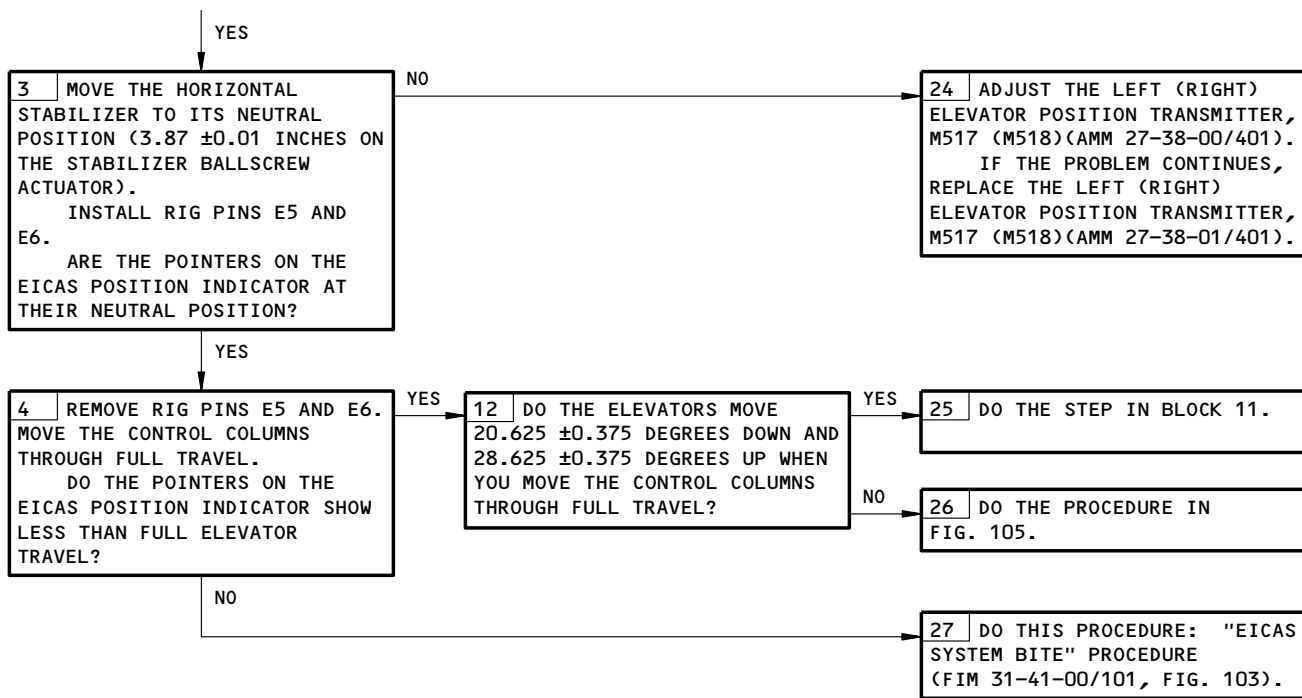 YES
3 MOVE THE HORIZONTAL
STABILIZER TO ITS NEUTRAL
POSITION (3.87 ±0.01 INCHES ON
THE STABILIZER BALLSCREW
ACTUATOR).
INSTALL RIG PINS E5 AND
E6.
ARE THE POINTERS ON THE
EICAS POSITION INDICATOR AT
THEIR NEUTRAL POSITION?
NO
24 ADJUST THE LEFT (RIGHT)
ELEVATOR POSITION TRANSMITTER,
M517 (M518)(AMM 27-38-00/401).
IF THE PROBLEM CONTINUES,
REPLACE THE LEFT (RIGHT)
ELEVATOR POSITION TRANSMITTER,
M517 (M518)(AMM 27-38-01/401).
YES
4 REMOVE RIG PINS E5 AND E6.
MOVE THE CONTROL COLUMNS
THROUGH FULL TRAVEL.
DO THE POINTERS ON THE
EICAS POSITION INDICATOR SHOW
LESS THAN FULL ELEVATOR
TRAVEL?
YES
12 DO THE ELEVATORS MOVE
20.625 ±0.375 DEGREES DOWN AND
28.625 ±0.375 DEGREES UP WHEN
YOU MOVE THE CONTROL COLUMNS
THROUGH FULL TRAVEL?
YES
25 DO THE STEP IN BLOCK 11.
NO
26 DO THE PROCEDURE IN
FIG. 105.
NO
27 DO THIS PROCEDURE: "EICAS
SYSTEM BITE" PROCEDURE
(FIM 31-41-00/101, FIG. 103).